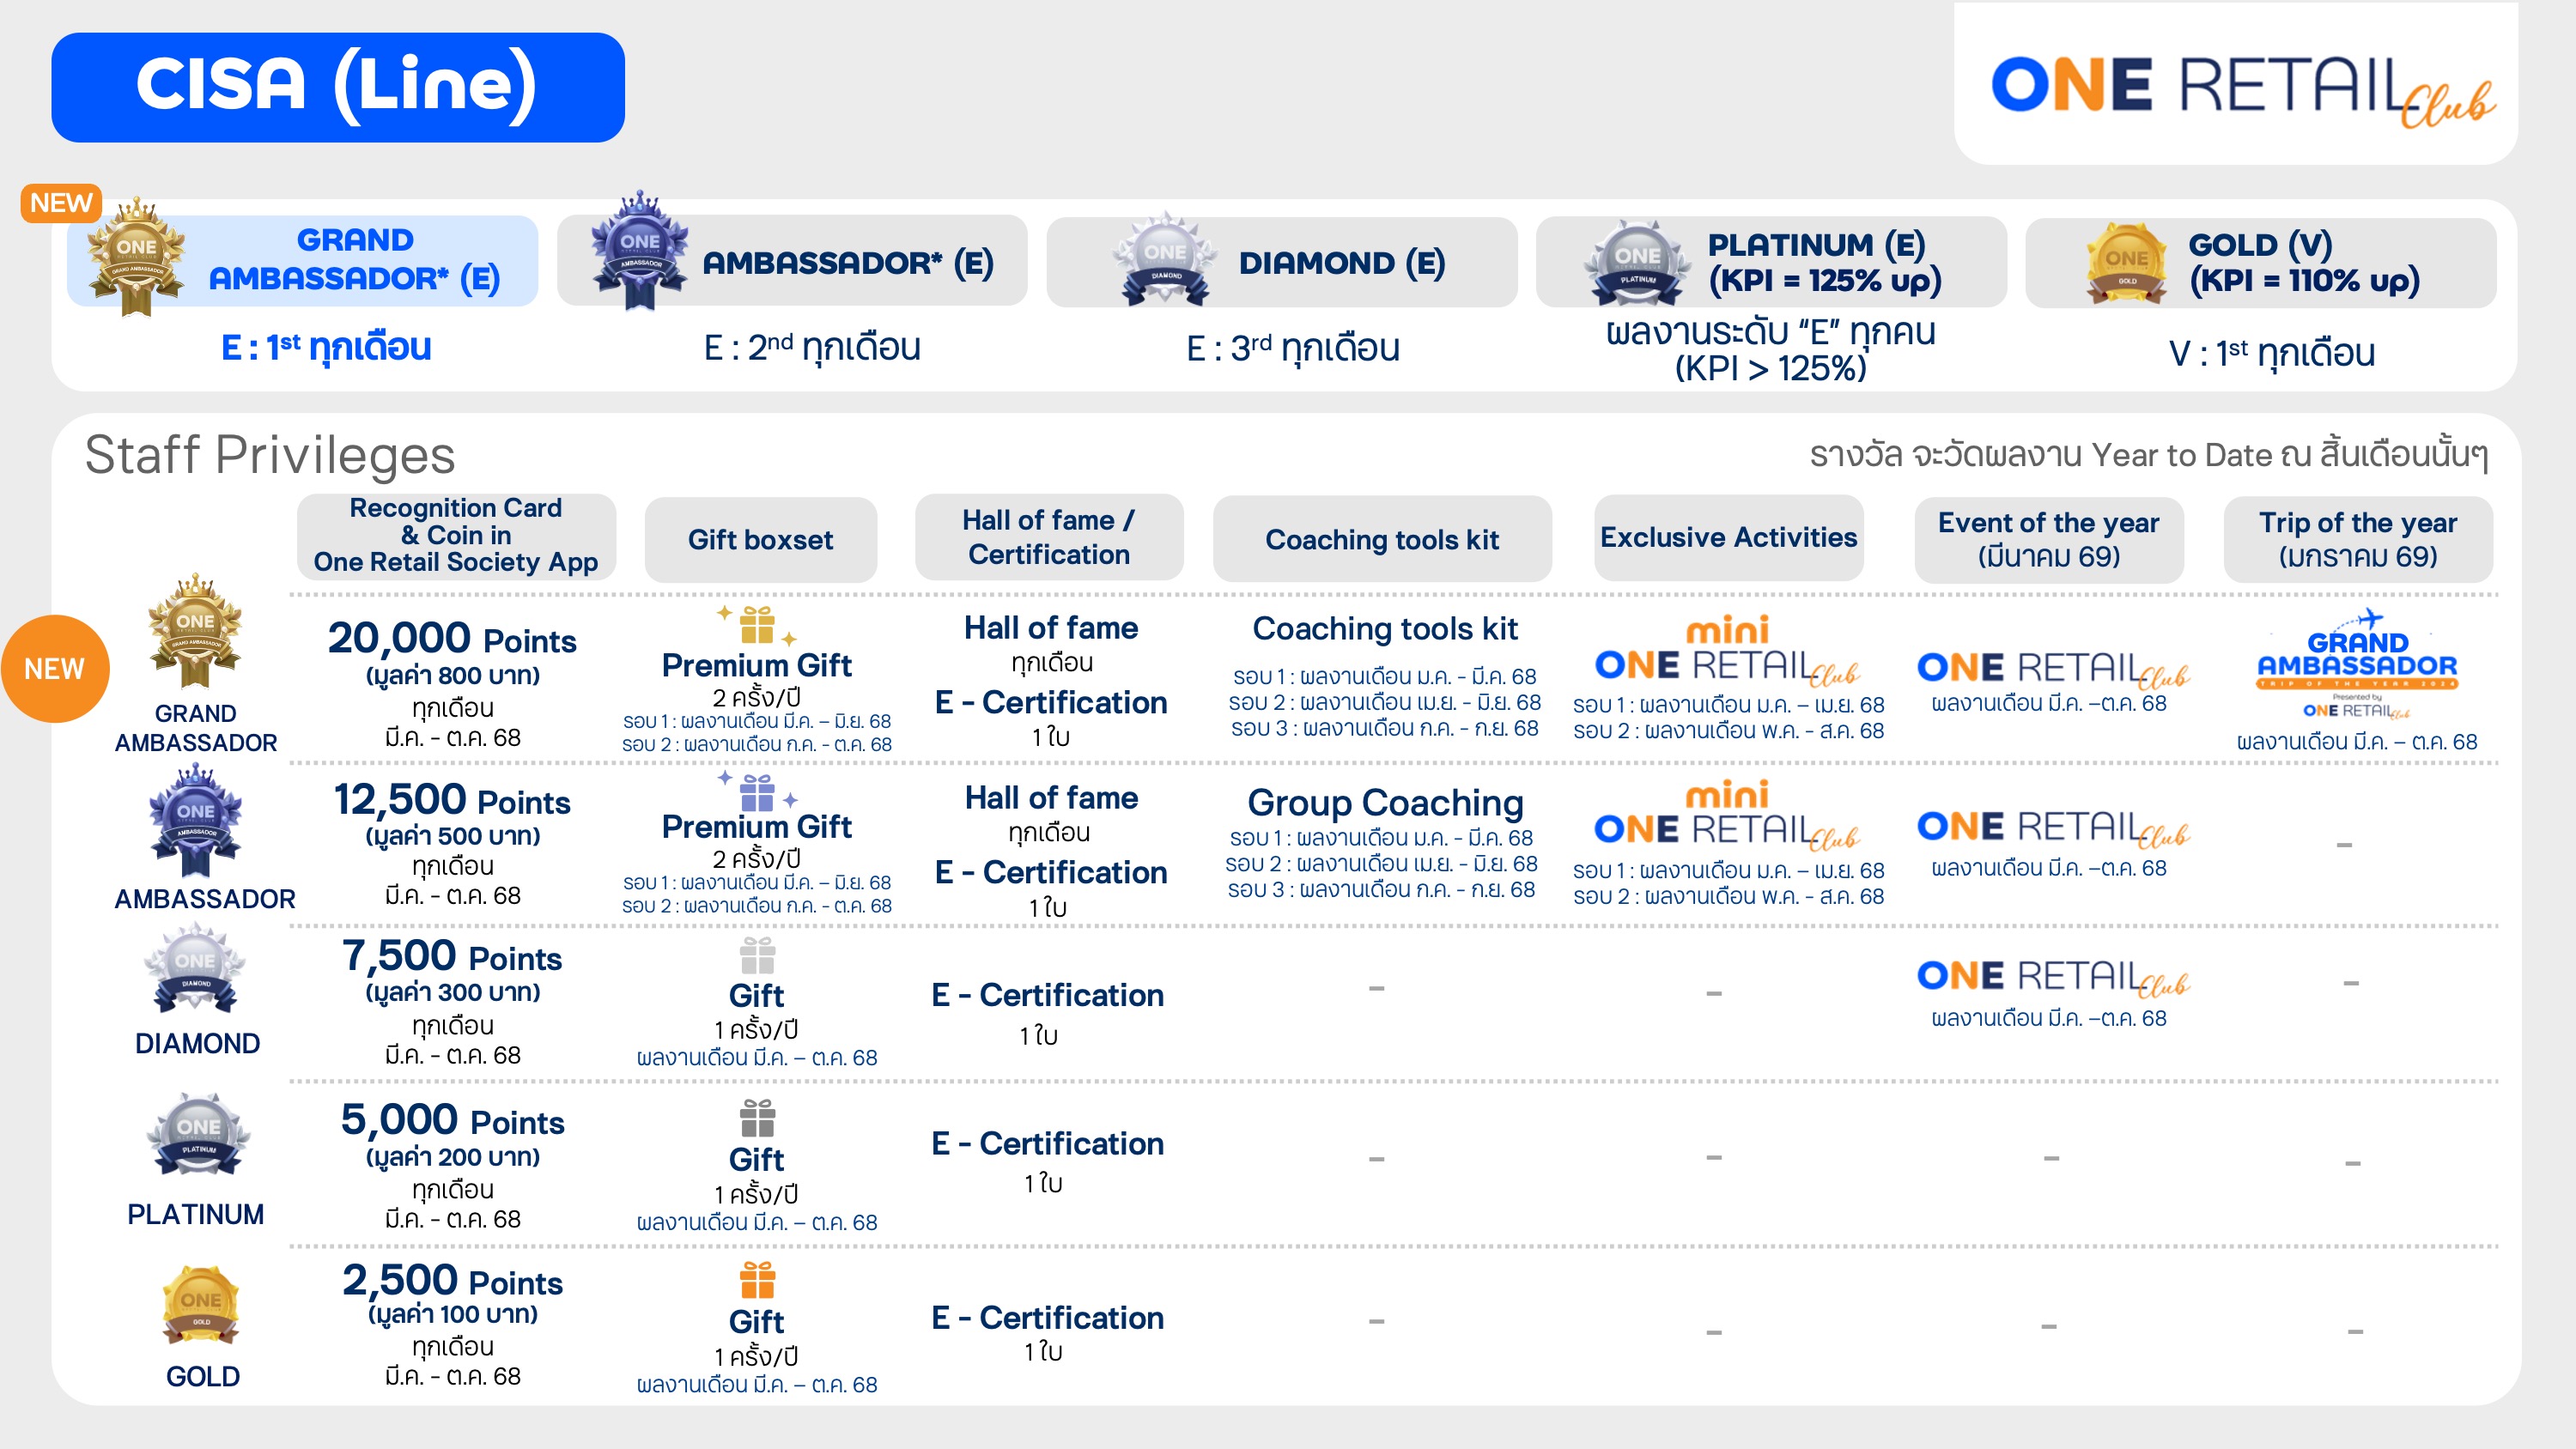 CISA (Line)
ONE RETAIL Club
NEW
GRAND
AMBASSADOR* (E)
E : 1st ทุกเดือน
AMBASSADOR* (E)
E : 2nd ทุกเดือน
DIAMOND (E)
E : 3rd ทุกเดือน
PLATINUM (E)
(KPI = 125% up)
ผลงานระดับ “E” ทุกคน
(KPI > 125%)
GOLD (V)
(KPI = 110% up)
V : 1st ทุกเดือน
Staff Privileges
รางวัล จะวัดผลงาน Year to Date ณ สิ้นเดือนนั้นๆ
Recognition Card
& Coin in
One Retail Society App
Gift boxset
Hall of fame /
Certification
Coaching tools kit
Exclusive Activities
Event of the year
(มีนาคม 69)
Trip of the year
(มกราคม 69)
NEW
GRAND
AMBASSADOR
20,000 Points
(มูลค่า 800 บาท)
ทุกเดือน
มี.ค. - ต.ค. 68
Premium Gift
2 ครั้ง/ปี
รอบ 1 : ผลงานเดือน มี.ค. – มิ.ย. 68
รอบ 2 : ผลงานเดือน ก.ค. - ต.ค. 68
Hall of fame
ทุกเดือน
E - Certification
1 ใบ
Coaching tools kit
รอบ 1 : ผลงานเดือน ม.ค. - มี.ค. 68
รอบ 2 : ผลงานเดือน เม.ย. - มิ.ย. 68
รอบ 3 : ผลงานเดือน ก.ค. - ก.ย. 68
mini
ONE RETAIL Club
รอบ 1 : ผลงานเดือน ม.ค. – เม.ย. 68
รอบ 2 : ผลงานเดือน พ.ค. - ส.ค. 68
ONE RETAIL Club
ผลงานเดือน มี.ค. –ต.ค. 68
GRAND
AMBASSADOR
TRIP OF THE YEAR 2024
Presented by
ONE RETAIL Club
ผลงานเดือน มี.ค. – ต.ค. 68
AMBASSADOR
12,500 Points
(มูลค่า 500 บาท)
ทุกเดือน
มี.ค. - ต.ค. 68
Premium Gift
2 ครั้ง/ปี
รอบ 1 : ผลงานเดือน มี.ค. – มิ.ย. 68
รอบ 2 : ผลงานเดือน ก.ค. - ต.ค. 68
Hall of fame
ทุกเดือน
E - Certification
1 ใบ
Group Coaching
รอบ 1 : ผลงานเดือน ม.ค. - มี.ค. 68
รอบ 2 : ผลงานเดือน เม.ย. - มิ.ย. 68
รอบ 3 : ผลงานเดือน ก.ค. - ก.ย. 68
mini
ONE RETAIL Club
รอบ 1 : ผลงานเดือน ม.ค. – เม.ย. 68
รอบ 2 : ผลงานเดือน พ.ค. - ส.ค. 68
ONE RETAIL Club
ผลงานเดือน มี.ค. –ต.ค. 68
-
DIAMOND
7,500 Points
(มูลค่า 300 บาท)
ทุกเดือน
มี.ค. - ต.ค. 68
Gift
1 ครั้ง/ปี
ผลงานเดือน มี.ค. – ต.ค. 68
E - Certification
1 ใบ
-
-
ONE RETAIL Club
ผลงานเดือน มี.ค. –ต.ค. 68
-
PLATINUM
5,000 Points
(มูลค่า 200 บาท)
ทุกเดือน
มี.ค. - ต.ค. 68
Gift
1 ครั้ง/ปี
ผลงานเดือน มี.ค. – ต.ค. 68
E - Certification
1 ใบ
-
-
-
-
GOLD
2,500 Points
(มูลค่า 100 บาท)
ทุกเดือน
มี.ค. - ต.ค. 68
Gift
1 ครั้ง/ปี
ผลงานเดือน มี.ค. – ต.ค. 68
E - Certification
1 ใบ
-
-
-
-